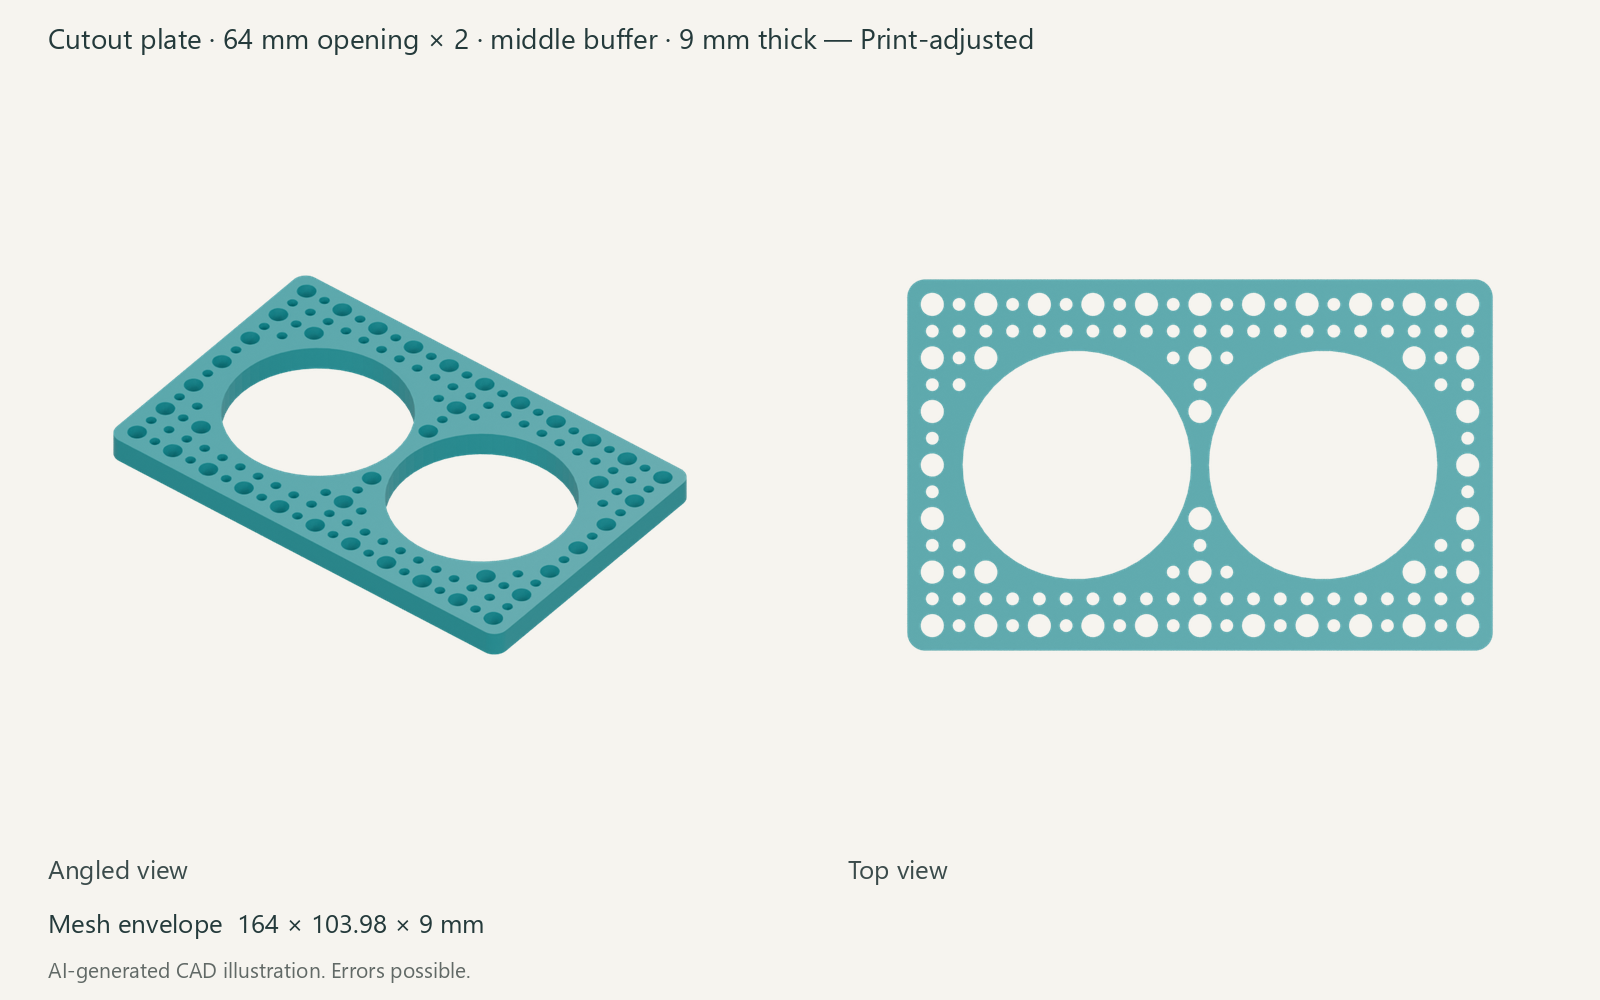 Cutout plate · 64 mm opening × 2 · middle buffer · 9 mm thick — Print-adjusted
Angled view
Top view
Mesh envelope 164 × 103.98 × 9 mm
AI-generated CAD illustration. Errors possible.